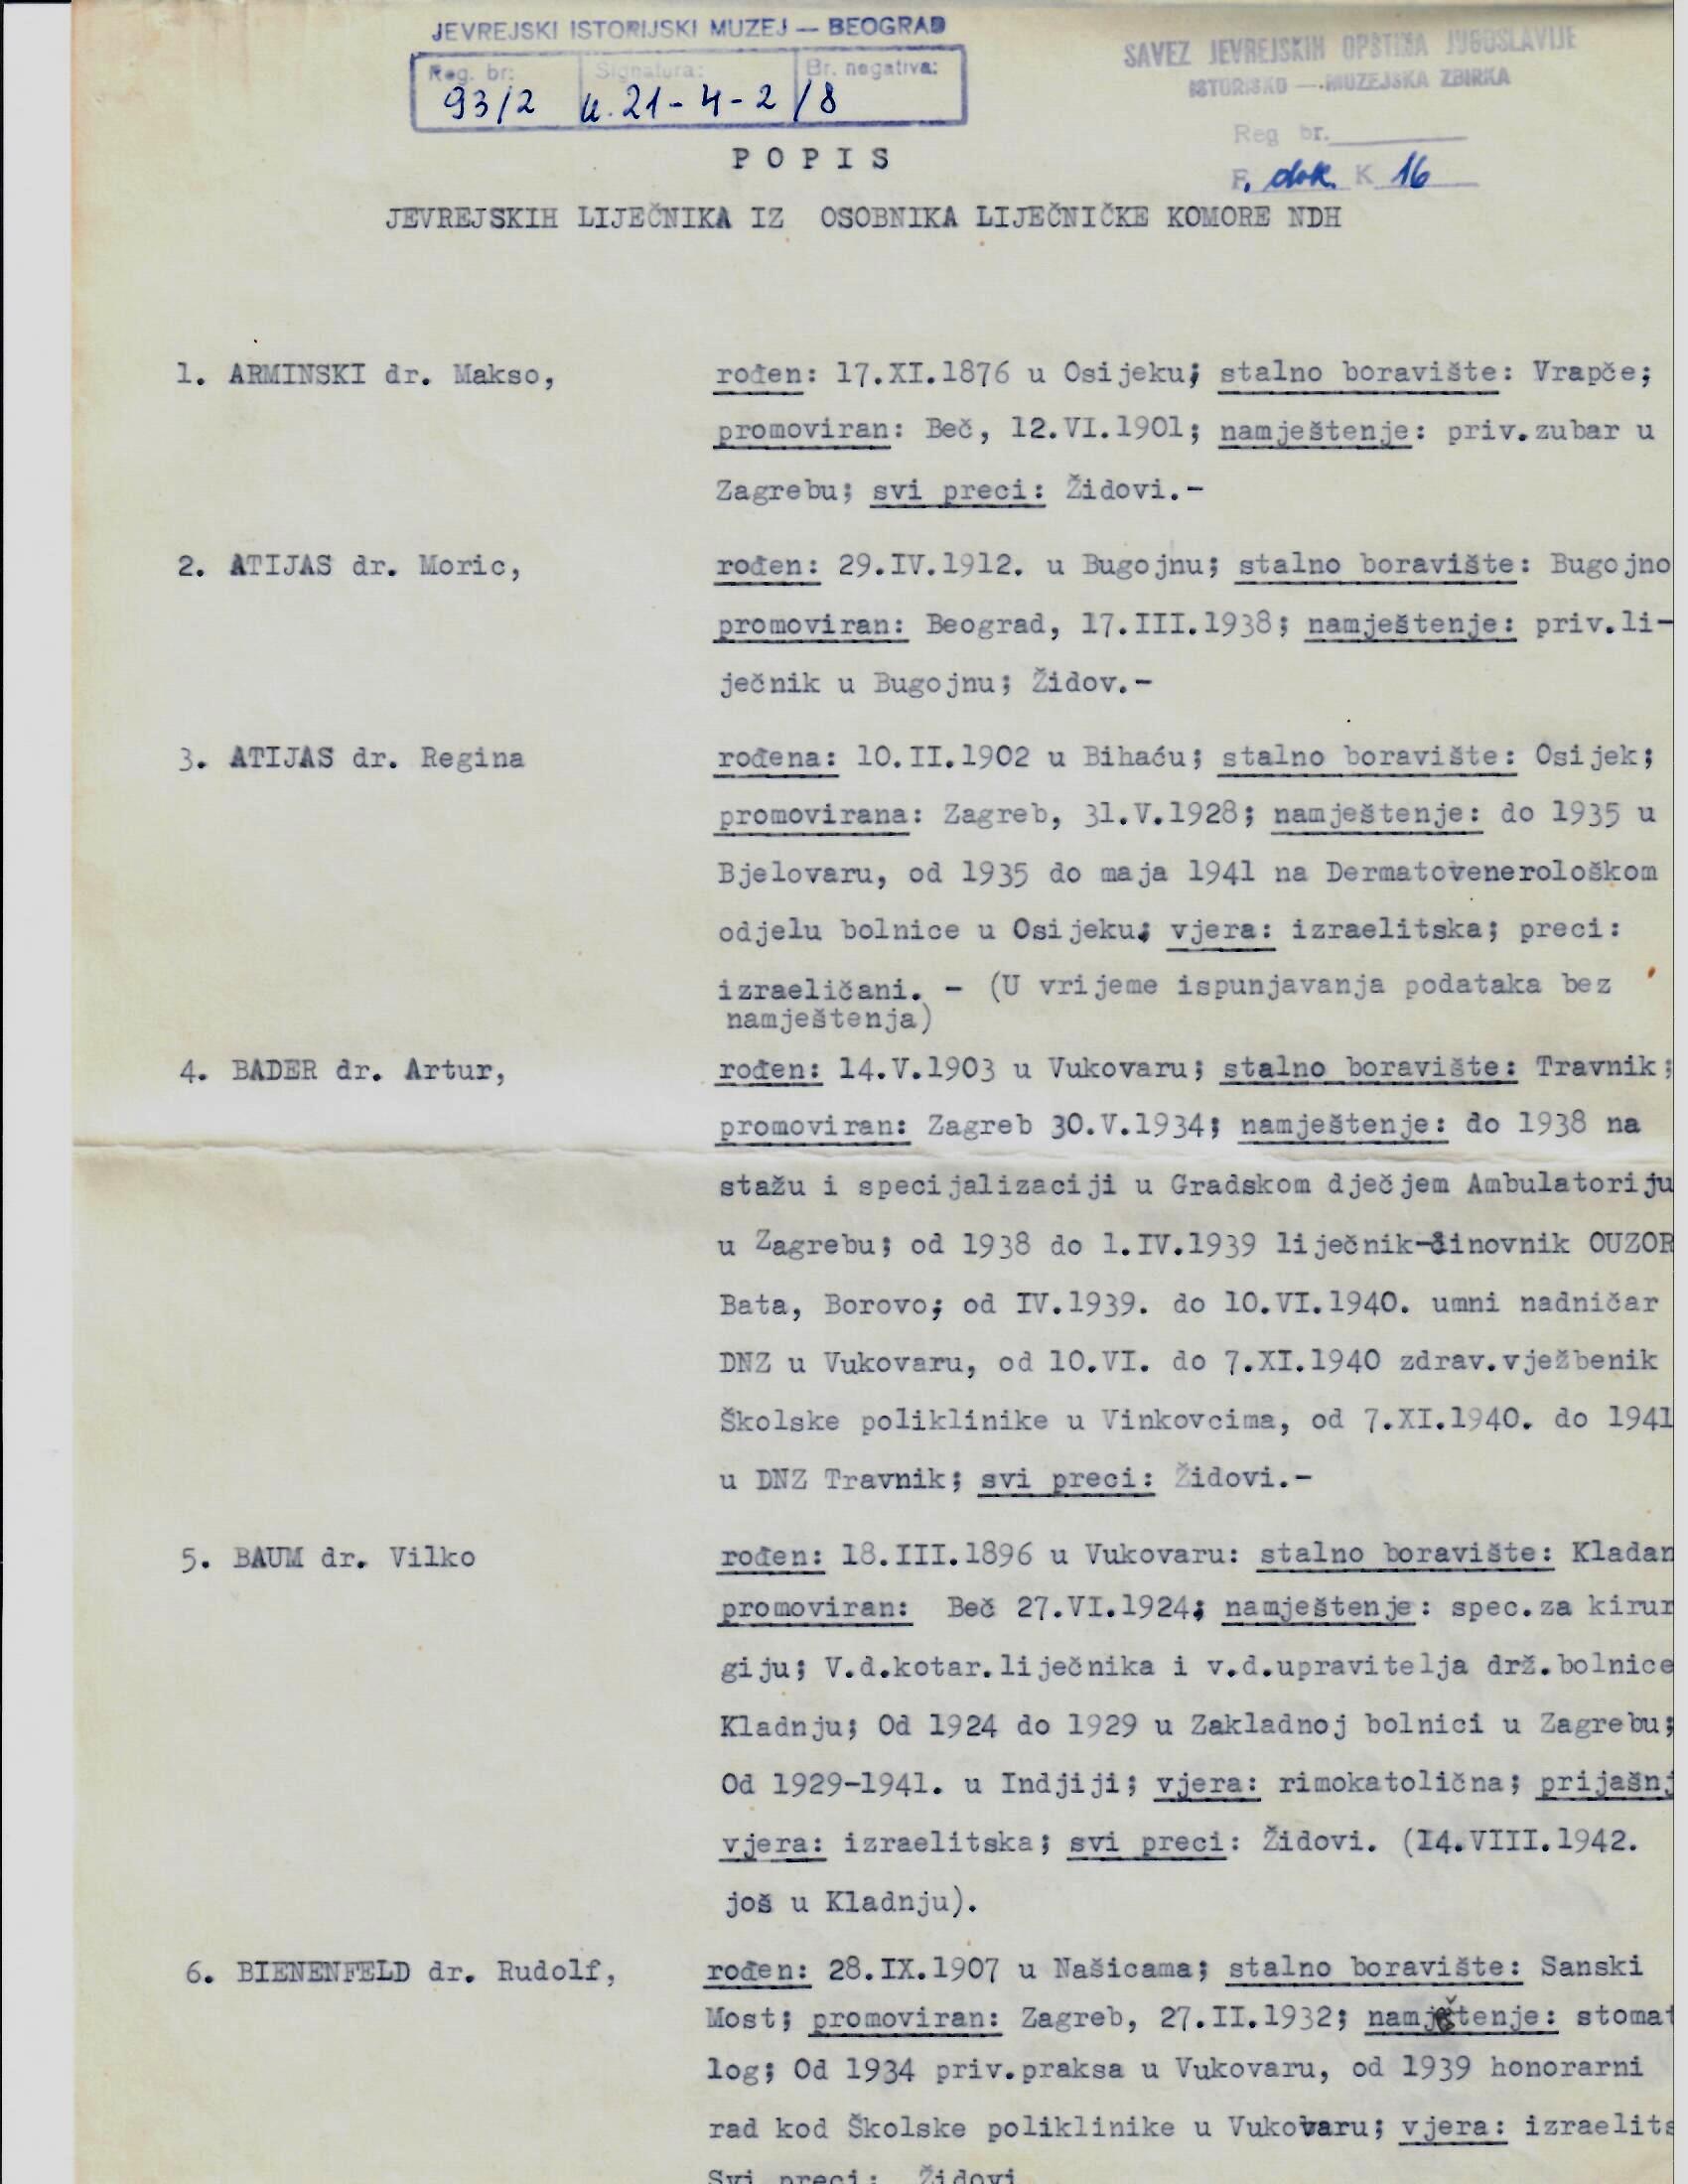 JEVREJSKI ISTORIJSKI MUZEJ — BEOGRAD
Reg. br: Signatura: Br. negativa:
93/2 k. 21-4-2/8
SAVEZ JEVREJSKIH OPŠTINA JUGOSLAVIJE
ISTORISKO — MUZEJSKA ZBIRKA
Reg br.
F. dok. K 16
P O P I S
JEVREJSKIH LIJEČNIKA IZ OSOBNIKA LIJEČNIČKE KOMORE NDH
1. ARMINSKI dr. Makso, rođen: 17.XI.1876 u Osijeku; stalno boravište: Vrapče;
promoviran: Beč, 12.VI.1901; namještenje: priv.zubar u
Zagrebu; svi preci: Židovi.-
2. ATIJAS dr. Moric, rođen: 29.IV.1912. u Bugojnu; stalno boravište: Bugojno
promoviran: Beograd, 17.III.1938; namještenje: priv.li-
ječnik u Bugojnu; Židov.-
3. ATIJAS dr. Regina rođena: 10.II.1902 u Bihaću; stalno boravište: Osijek;
promovirana: Zagreb, 31.V.1928; namještenje: do 1935 u
Bjelovaru, od 1935 do maja 1941 na Dermatovenerološkom
odjelu bolnice u Osijeku; vjera: izraelitska; preci:
izraeličani. - (U vrijeme ispunjavanja podataka bez
namještenja)
4. BADER dr. Artur, rođen: 14.V.1903 u Vukovaru; stalno boravište: Travnik;
promoviran: Zagreb 30.V.1934; namještenje: do 1938 na
stažu i specijalizaciji u Gradskom dječjem Ambulatoriju
u Zagrebu; od 1938 do 1.IV.1939 liječnik-činovnik OUZOR
Bata, Borovo; od IV.1939. do 10.VI.1940. umni nadničar
DNZ u Vukovaru, od 10.VI. do 7.XI.1940 zdrav.vježbenik
Školske poliklinike u Vinkovcima, od 7.XI.1940. do 1941
u DNZ Travnik; svi preci: Židovi.-
5. BAUM dr. Vilko rođen: 18.III.1896 u Vukovaru: stalno boravište: Kladan
promoviran: Beč 27.VI.1924; namještenje: spec.za kirur
giju; V.d.kotar.liječnika i v.d.upravitelja drž.bolnice
Kladnju; Od 1924 do 1929 u Zakladnoj bolnici u Zagrebu;
Od 1929-1941. u Indjiji; vjera: rimokatolična; prijašnj
vjera: izraelitska; svi preci: Židovi. (14.VIII.1942.
još u Kladnju).
6. BIENENFELD dr. Rudolf, rođen: 28.IX.1907 u Našicama; stalno boravište: Sanski
Most; promoviran: Zagreb, 27.II.1932; namještenje: stomat
log; Od 1934 priv.praksa u Vukovaru, od 1939 honorarni
rad kod Školske poliklinike u Vukovaru; vjera: izraelits
Svi preci: Židovi